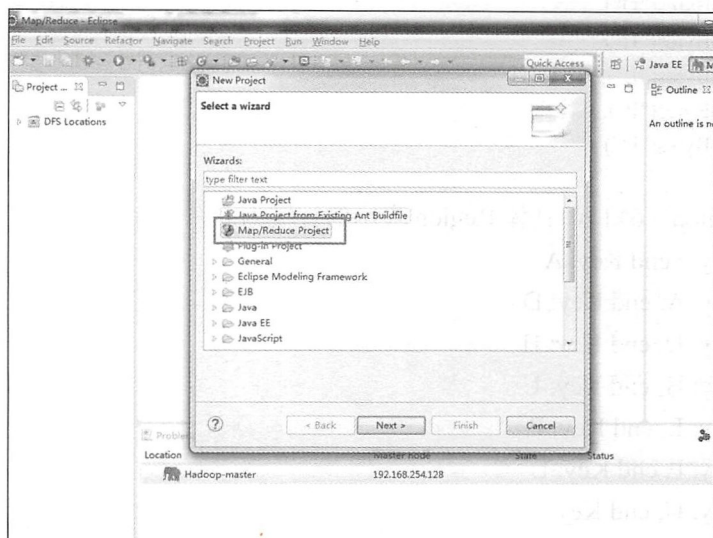 Map/Reduce - Eclipse
File Edit Source Refactor Navigate Search Project Run Window Help
Quick Access
Java EE
Project ...
DFS Locations
New Project
Select a wizard
Wizards:
type filter text
Java Project
Java Project from Existing Ant Buildfile
Map/Reduce Project
Plug-in Project
General
Eclipse Modeling Framework
EJB
Java
Java EE
JavaScript
< Back
Next >
Finish
Cancel
Outline
An outline is
Location
Master node
State
Status
Hadoop-master
192.168.254.128